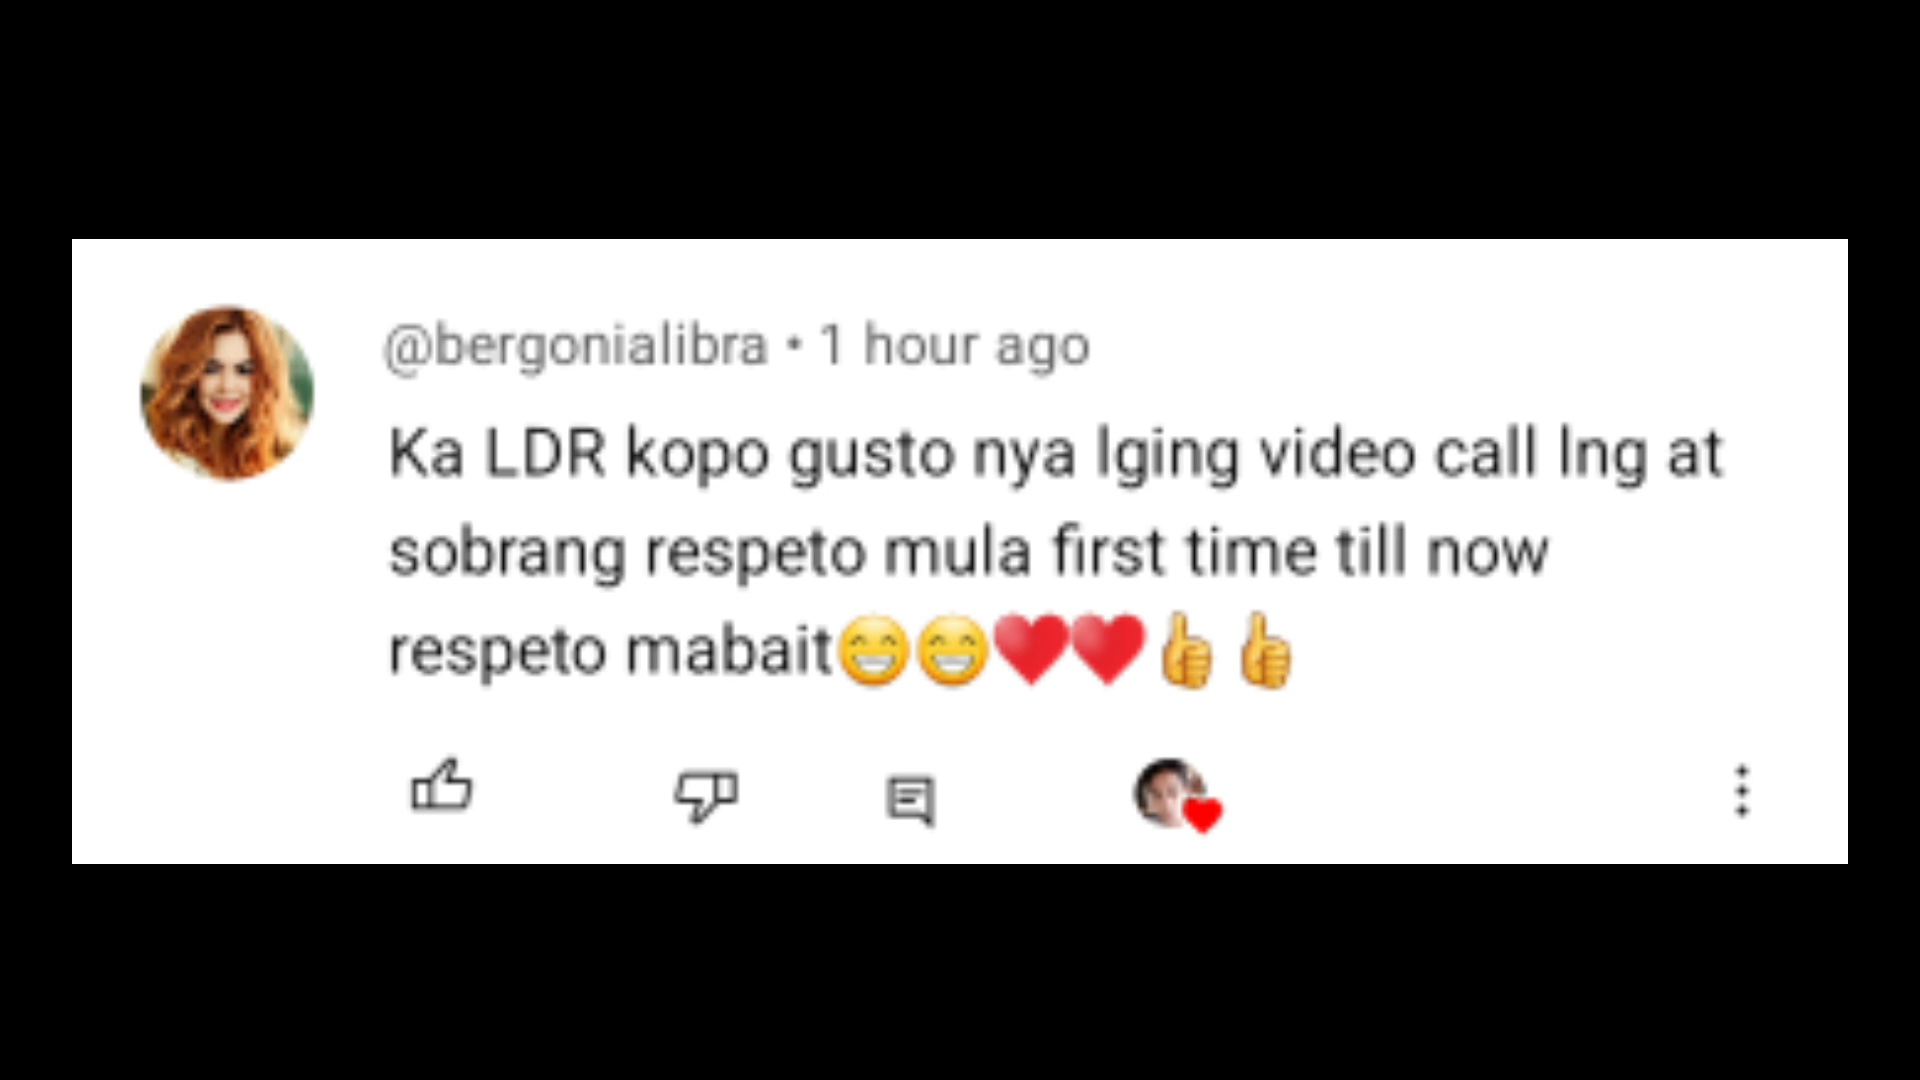 @bergonialibra • 1 hour ago
Ka LDR kopo gusto nya lging video call lng at
sobrang respeto mula first time till now
respeto mabait😁😁♥️♥️👍👍